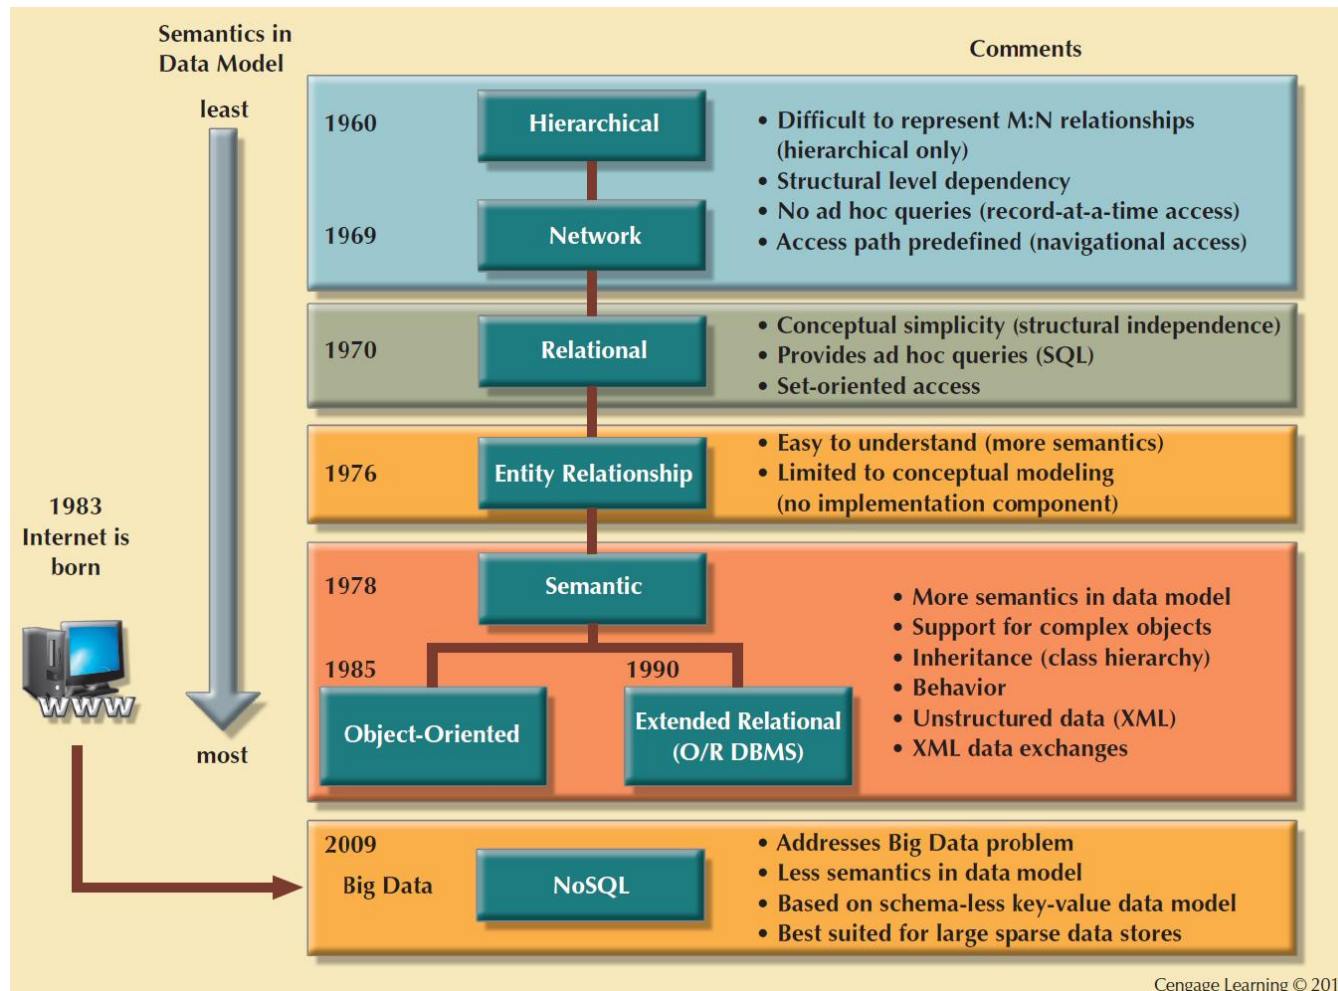 Semantics in
Data Model
Comments
least
most
1960
Hierarchical
1969
Network
• Difficult to represent M:N relationships
(hierarchical only)
• Structural level dependency
• No ad hoc queries (record-at-a-time access)
• Access path predefined (navigational access)
1970
Relational
• Conceptual simplicity (structural independence)
• Provides ad hoc queries (SQL)
• Set-oriented access
1976
Entity Relationship
• Easy to understand (more semantics)
• Limited to conceptual modeling
(no implementation component)
1983
Internet is
born
www
1978
Semantic
1985
Object-Oriented
1990
Extended Relational
(O/R DBMS)
• More semantics in data model
• Support for complex objects
• Inheritance (class hierarchy)
• Behavior
• Unstructured data (XML)
• XML data exchanges
2009
Big Data
NoSQL
• Addresses Big Data problem
• Less semantics in data model
• Based on schema-less key-value data model
• Best suited for large sparse data stores
Cengage Learning © 201